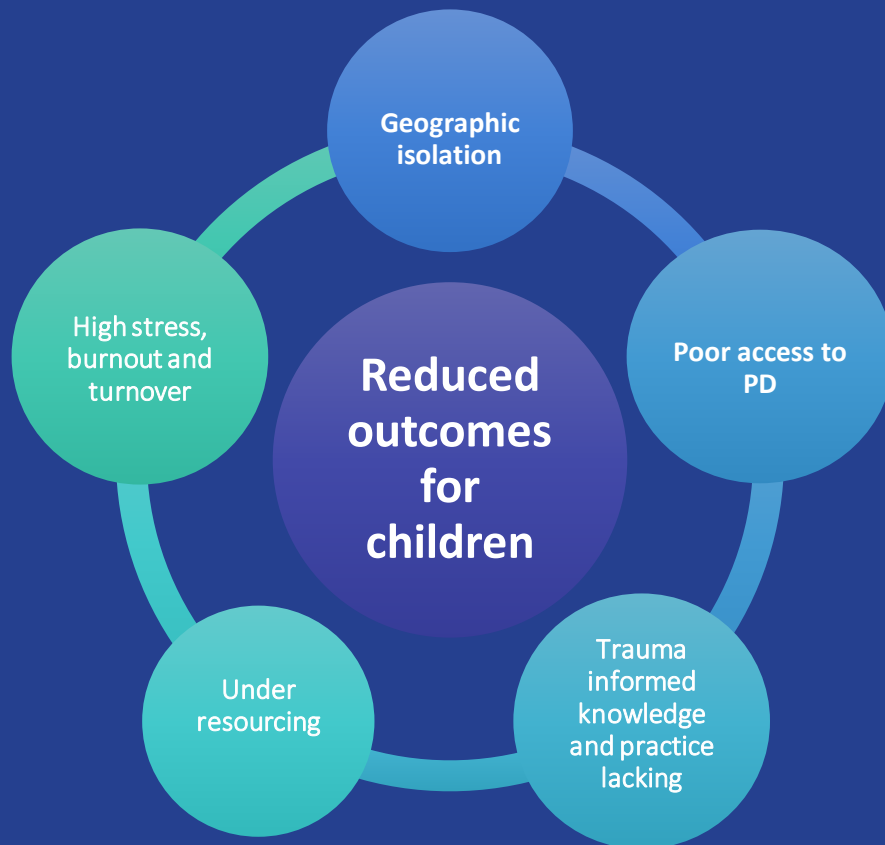 Geographic
isolation
Poor access to
PD
Trauma
informed
knowledge
and practice
lacking
Under
resourcing
High stress,
burnout and
turnover
Reduced
outcomes
for
children